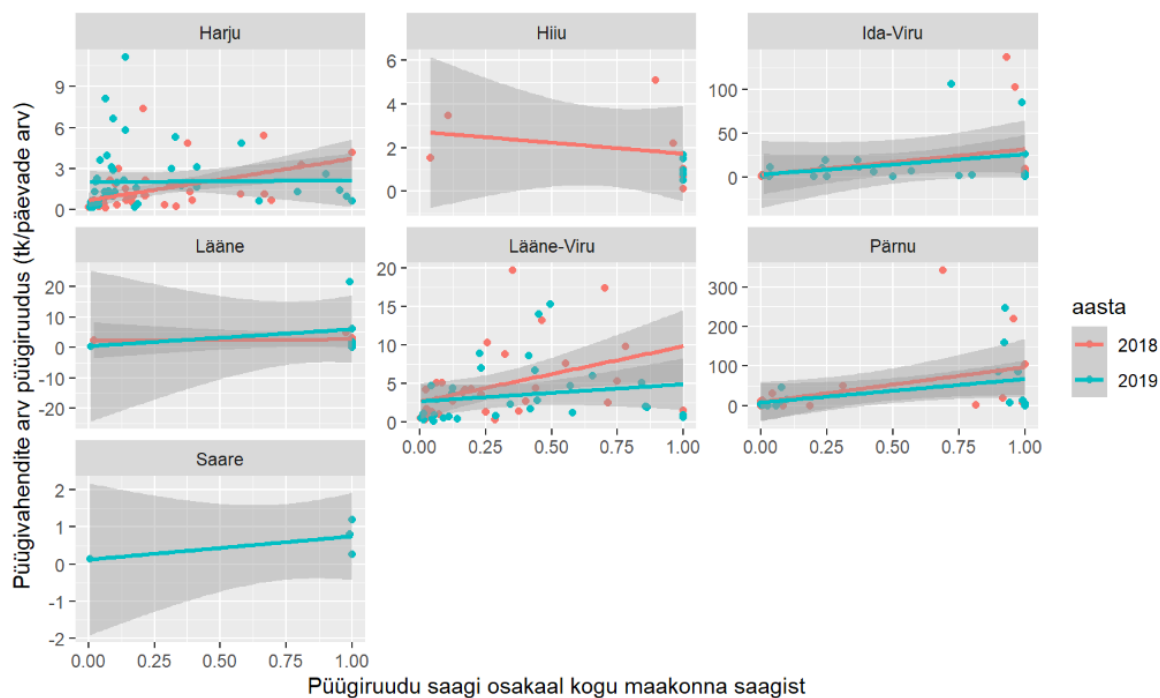 Harju
Hiiu
Ida-Viru
9
6
3
0
6
4
2
0
100
50
0
Lääne
Lääne-Viru
Pärnu
20
10
0
-10
-20
20
15
10
5
0
300
200
100
0
0.00 0.25 0.50 0.75 1.00
0.00 0.25 0.50 0.75 1.00
Saare
2
1
0
-1
-2
0.00 0.25 0.50 0.75 1.00
Püügivahendite arv püügiruudus (tk/päevade arv)
Püügiruudu saagi osakaal kogu maakonna saagist
aasta
2018
2019